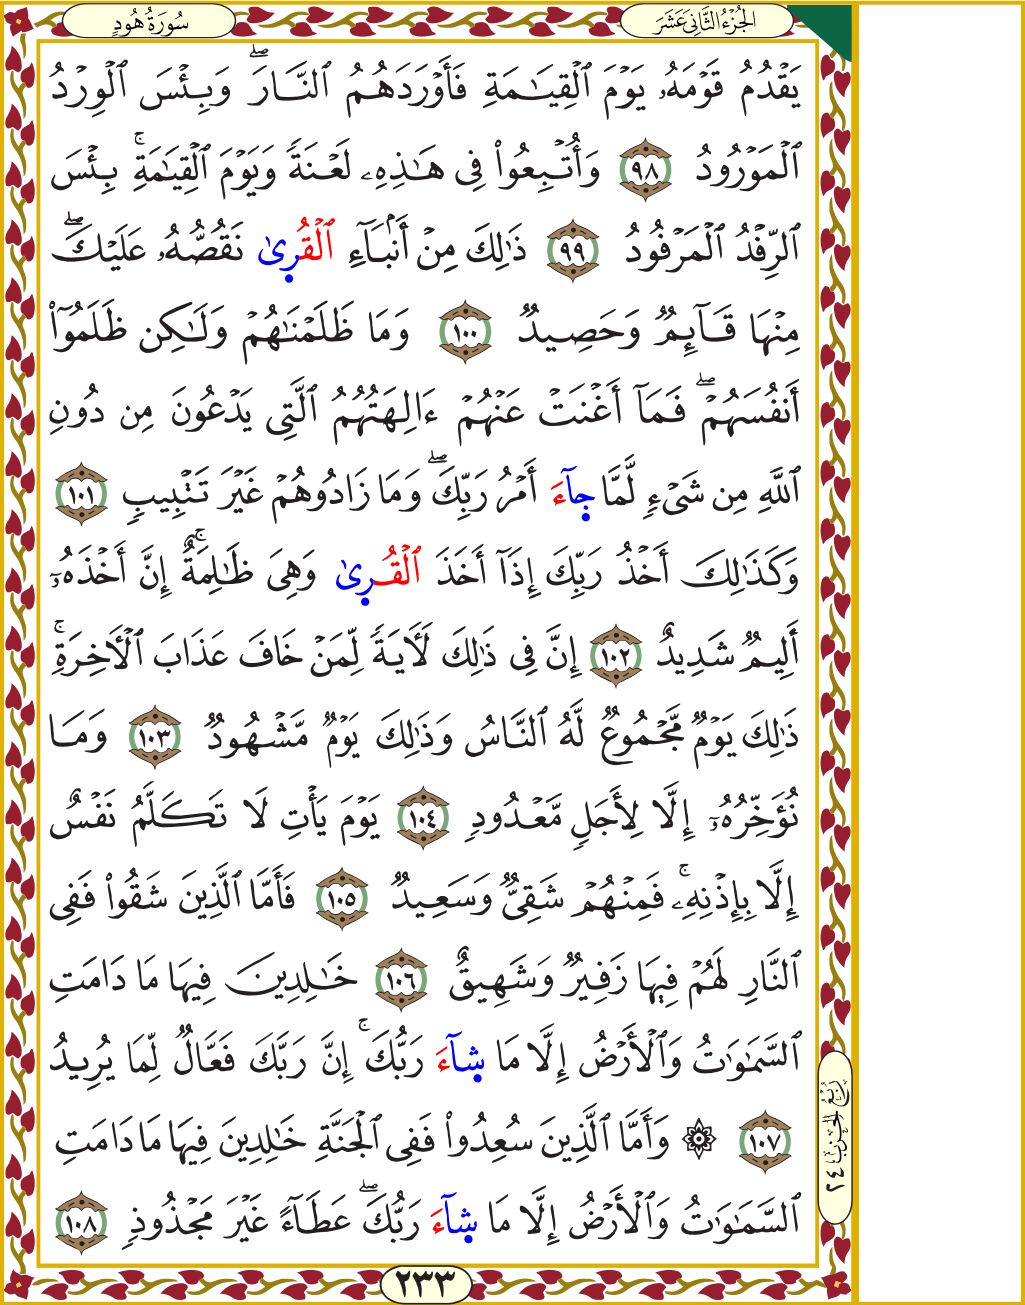 الجُزْءُ الثَّانِي عَشَرَ
سُورَةُ هُودٍ
يَقۡدُمُ قَوۡمَهُۥ يَوۡمَ ٱلۡقِيَٰمَةِ فَأَوۡرَدَهُمُ ٱلنَّارَۖ وَبِئۡسَ ٱلۡوِرۡدُ
ٱلۡمَوۡرُودُ ٩٨ وَأُتۡبِعُواْ فِي هَٰذِهِۦ لَعۡنَةٗ وَيَوۡمَ ٱلۡقِيَٰمَةِۚ بِئۡسَ
ٱلرِّفۡدُ ٱلۡمَرۡفُودُ ٩٩ ذَٰلِكَ مِنۡ أَنۢبَآءِ ٱلۡقُرِىٰ نَقُصُّهُۥ عَلَيۡكَۖ
مِنۡهَا قَآئِمٞ وَحَصِيدٞ ١٠٠ وَمَا ظَلَمۡنَٰهُمۡ وَلَٰكِن ظَلَمُوٓاْ
أَنفُسَهُمۡۖ فَمَآ أَغۡنَتۡ عَنۡهُمۡ ءَالِهَتُهُمُ ٱلَّتِي يَدۡعُونَ مِن دُونِ
ٱللَّهِ مِن شَيۡءٖ لَّمَّا جِآءَ أَمۡرُ رَبِّكَۖ وَمَا زَادُوهُمۡ غَيۡرَ تَتۡبِيبٖ ١٠١
وَكَذَٰلِكَ أَخۡذُ رَبِّكَ إِذَآ أَخَذَ ٱلۡقُرِىٰ وَهِيَ ظَٰلِمَةٌۚ إِنَّ أَخۡذَهُۥٓ
أَلِيمٞ شَدِيدٌ ١٠٢ إِنَّ فِي ذَٰلِكَ لَأٓيَةٗ لِّمَنۡ خَافَ عَذَابَ ٱلۡأٓخِرَةِۚ
ذَٰلِكَ يَوۡمٞ مَّجۡمُوعٞ لَّهُ ٱلنَّاسُ وَذَٰلِكَ يَوۡمٞ مَّشۡهُودٞ ١٠٣ وَمَا
نُؤَخِّرُهُۥٓ إِلَّا لِأَجَلٖ مَّعۡدُودٖ ١٠٤ يَوۡمَ يَأۡتِ لَا تَكَلَّمُ نَفۡسٌ
إِلَّا بِإِذۡنِهِۦۚ فَمِنۡهُمۡ شَقِيّٞ وَسَعِيدٞ ١٠٥ فَأَمَّا ٱلَّذِينَ شَقُواْ فَفِي
ٱلنَّارِ لَهُمۡ فِيهَا زَفِيرٞ وَشَهِيقٌ ١٠٦ خَٰلِدِينَ فِيهَا مَا دَامَتِ
ٱلسَّمَٰوَٰتُ وَٱلۡأَرۡضُ إِلَّا مَا شِآءَ رَبُّكَۚ إِنَّ رَبَّكَ فَعَّالٞ لِّمَا يُرِيدُ
١٠٧ ۞ وَأَمَّا ٱلَّذِينَ سُعِدُواْ فَفِي ٱلۡجَنَّةِ خَٰلِدِينَ فِيهَا مَا دَامَتِ
ٱلسَّمَٰوَٰتُ وَٱلۡأَرۡضُ إِلَّا مَا شِآءَ رَبُّكَۖ عَطَآءً غَيۡرَ مَجۡذُوذٖ ١٠٨
رُبُعُ الحِزْبِ ٢٤
٢٣٣